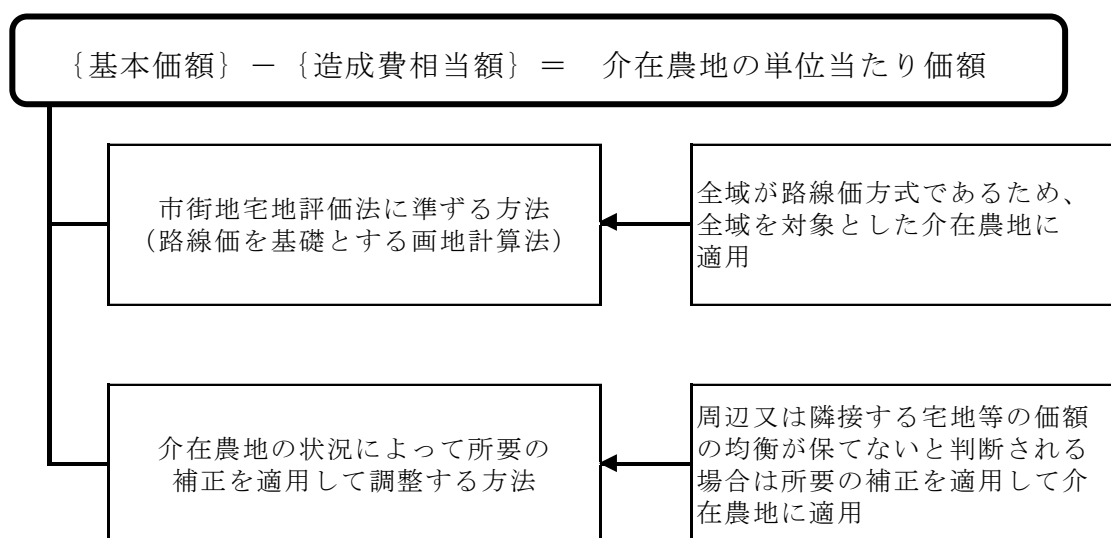 {基本価額} － {造成費相当額} ＝　介在農地の単位当たり価額
市街地宅地評価法に準ずる方法
（路線価を基礎とする画地計算法）
全域が路線価方式であるため、
全域を対象とした介在農地に
適用
介在農地の状況によって所要の
補正を適用して調整する方法
周辺又は隣接する宅地等の価額
の均衡が保てないと判断される
場合は所要の補正を適用して介
在農地に適用